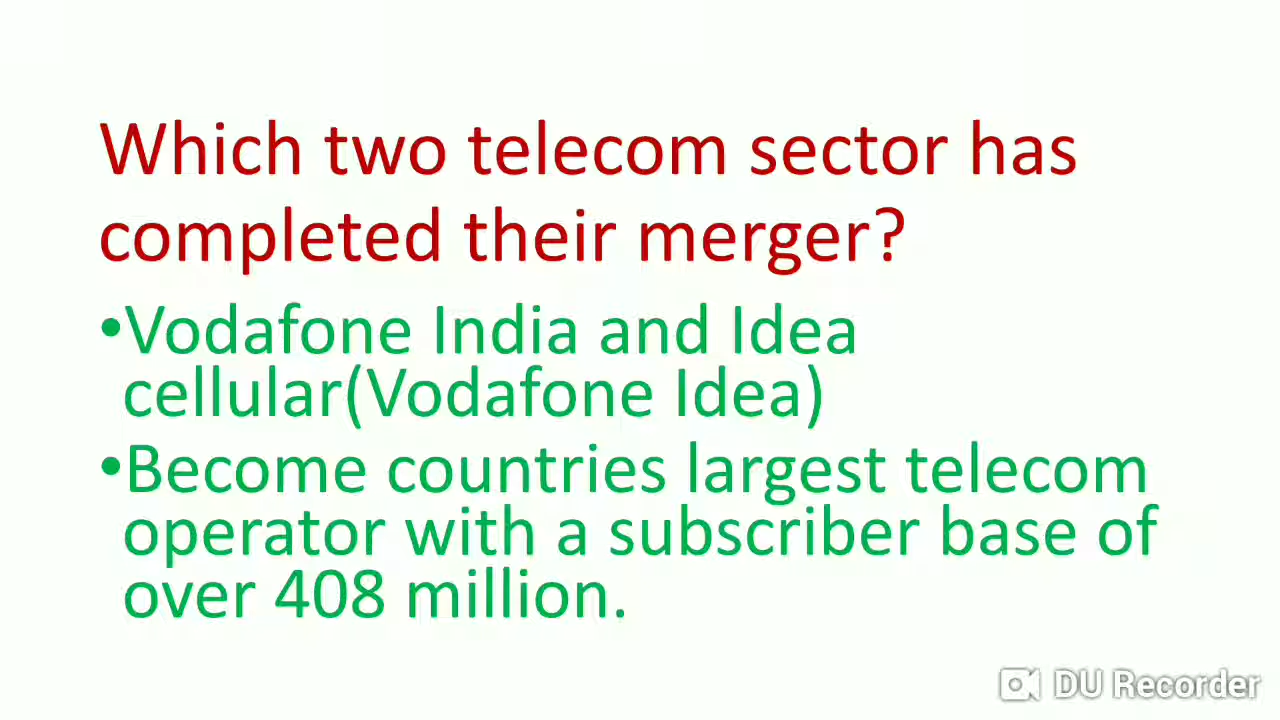 Which two telecom sector has
completed their merger?
•Vodafone India and Idea
cellular(Vodafone Idea)
•Become countries largest telecom
operator with a subscriber base of
over 408 million.
DU Recorder